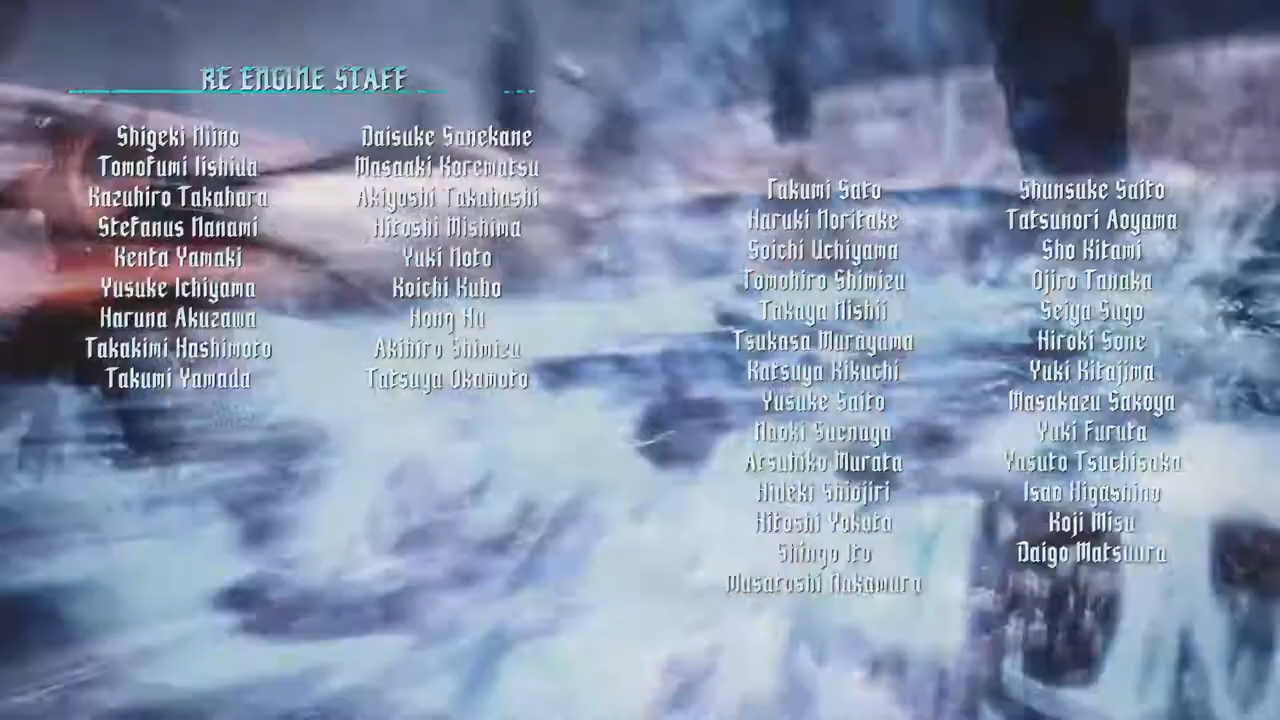 RE ENGINE STAFF
Shigeki Niino
Tomofumi Iishida
Kazuhiro Takahara
Stefanus Nanami
Kenta Yamaki
Yusuke Ichiyama
Haruna Akuzawa
Takakimi Hashimoto
Takumi Yamada
Daisuke Sanekane
Masaaki Korematsu
Akiyoshi Takahashi
Hitoshi Mishima
Yuki Noto
Koichi Kubo
Hong Hu
Akihiro Shimizu
Tatsuya Okamoto
Takumi Sato
Haruki Noritake
Soichi Uchiyama
Tomohiro Shimizu
Takaya Nishii
Tsukasa Murayama
Katsuya Kikuchi
Yusuke Saito
Naoki Suenaga
Atsuhiko Murata
Hideki Shiojiri
Hitoshi Yokota
Shingo Ito
Masatoshi Nakamura
Shunsuke Saito
Tatsunori Aoyama
Sho Kitami
Ojiro Tanaka
Seiya Sugo
Hiroki Sone
Yuki Kitajima
Masakazu Sakoya
Yuki Furuta
Yasuto Tsuchisaka
Isao Higashino
Koji Misu
Daigo Matsuura